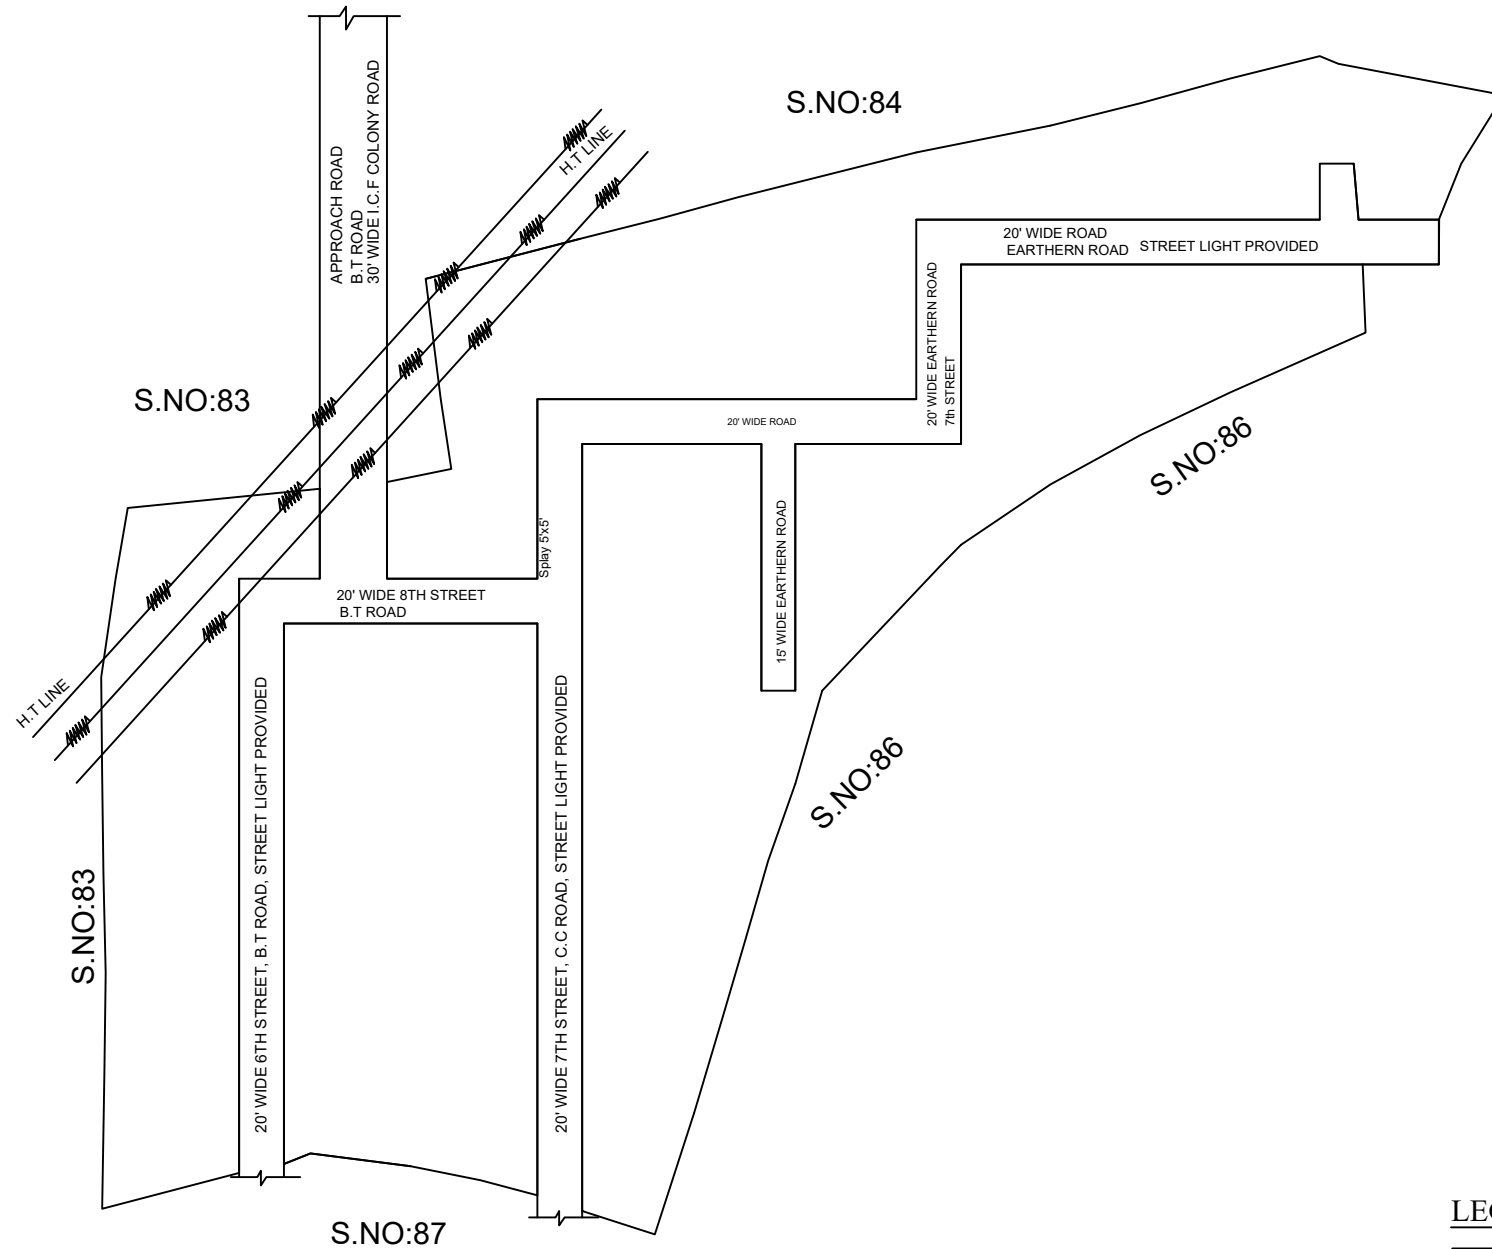 S.NO:84
APPROACH ROAD
B.T ROAD
30' WIDE I.C.F COLONY ROAD
H.T LINE
20' WIDE ROAD
EARTHERN ROAD STREET LIGHT PROVIDED
20' WIDE EARTHERN ROAD
7th STREET
S.NO:83
20' WIDE ROAD
S.NO:86
Splay 5'x5'
15' WIDE EARTHERN ROAD
20' WIDE 8TH STREET
B.T ROAD
H.T LINE
20' WIDE 6TH STREET, B.T ROAD, STREET LIGHT PROVIDED
20' WIDE 7TH STREET, C.C ROAD, STREET LIGHT PROVIDED
S.NO:86
S.NO:83
S.NO:87